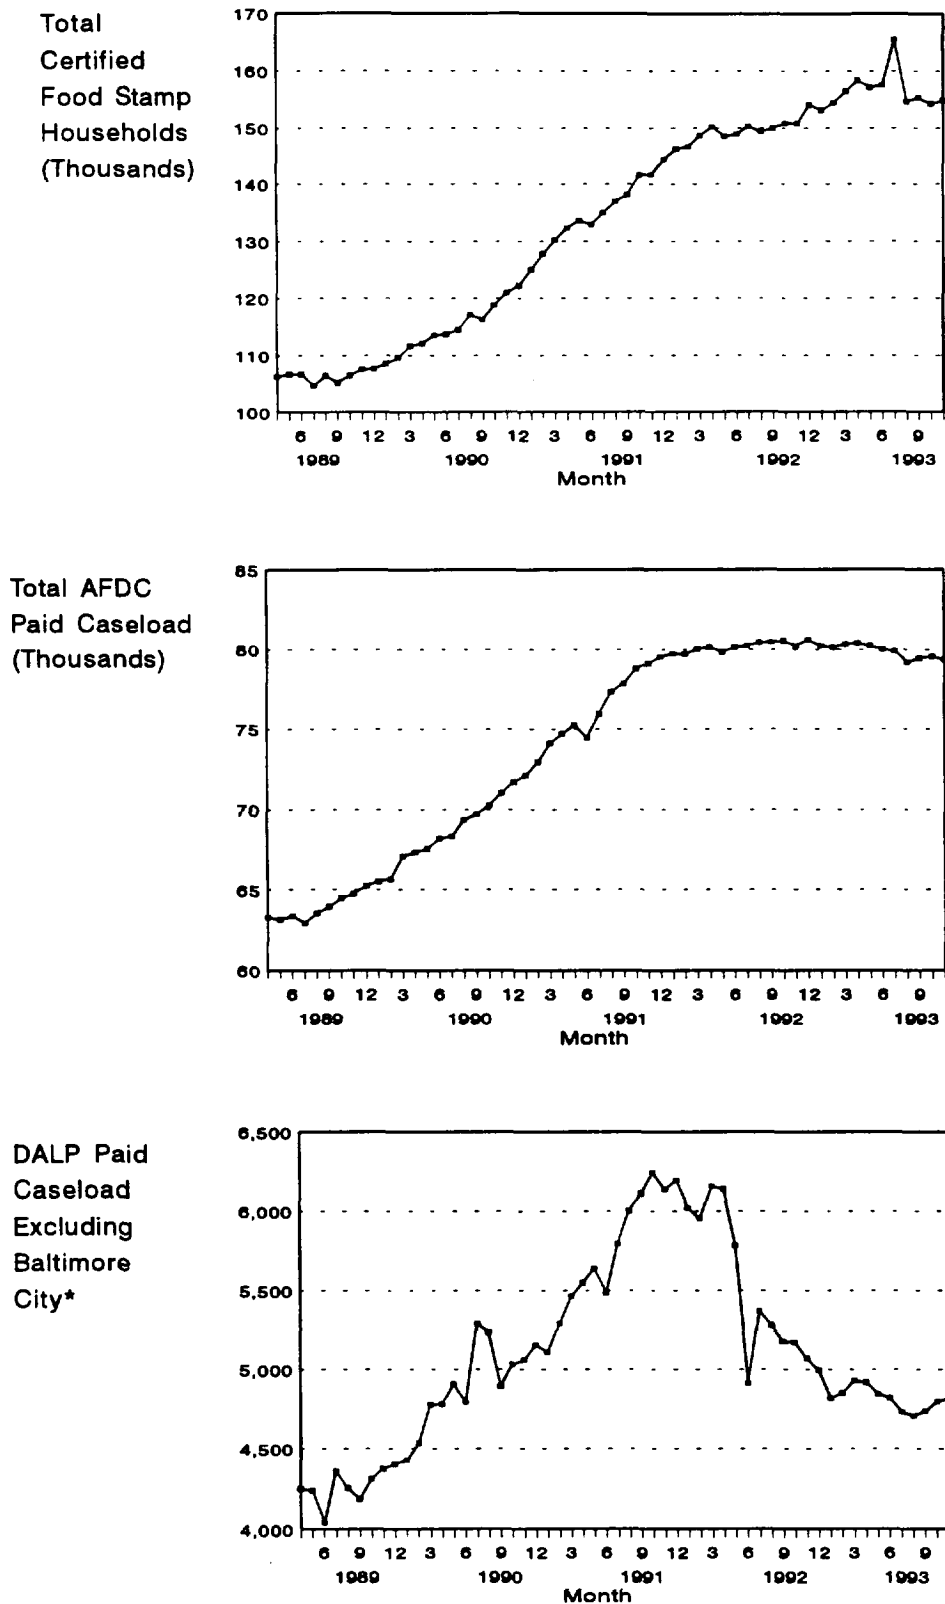 Total
Certified
Food Stamp
Households
(Thousands)
170
160
150
140
130
120
110
100
6 9 12 3 6 9 12 3 6 9 12 3 6 9 12 3 6 9
1989 1990 1991 1992 1993
Month
Total AFDC
Paid Caseload
(Thousands)
85
80
75
70
65
60
6 9 12 3 6 9 12 3 6 9 12 3 6 9 12 3 6 9
1989 1990 1991 1992 1993
Month
DALP Paid
Caseload
Excluding
Baltimore
City*
6,500
6,000
5,500
5,000
4,500
4,000
6 9 12 3 6 9 12 3 6 9 12 3 6 9 12 3 6 9
1989 1990 1991 1992 1993
Month